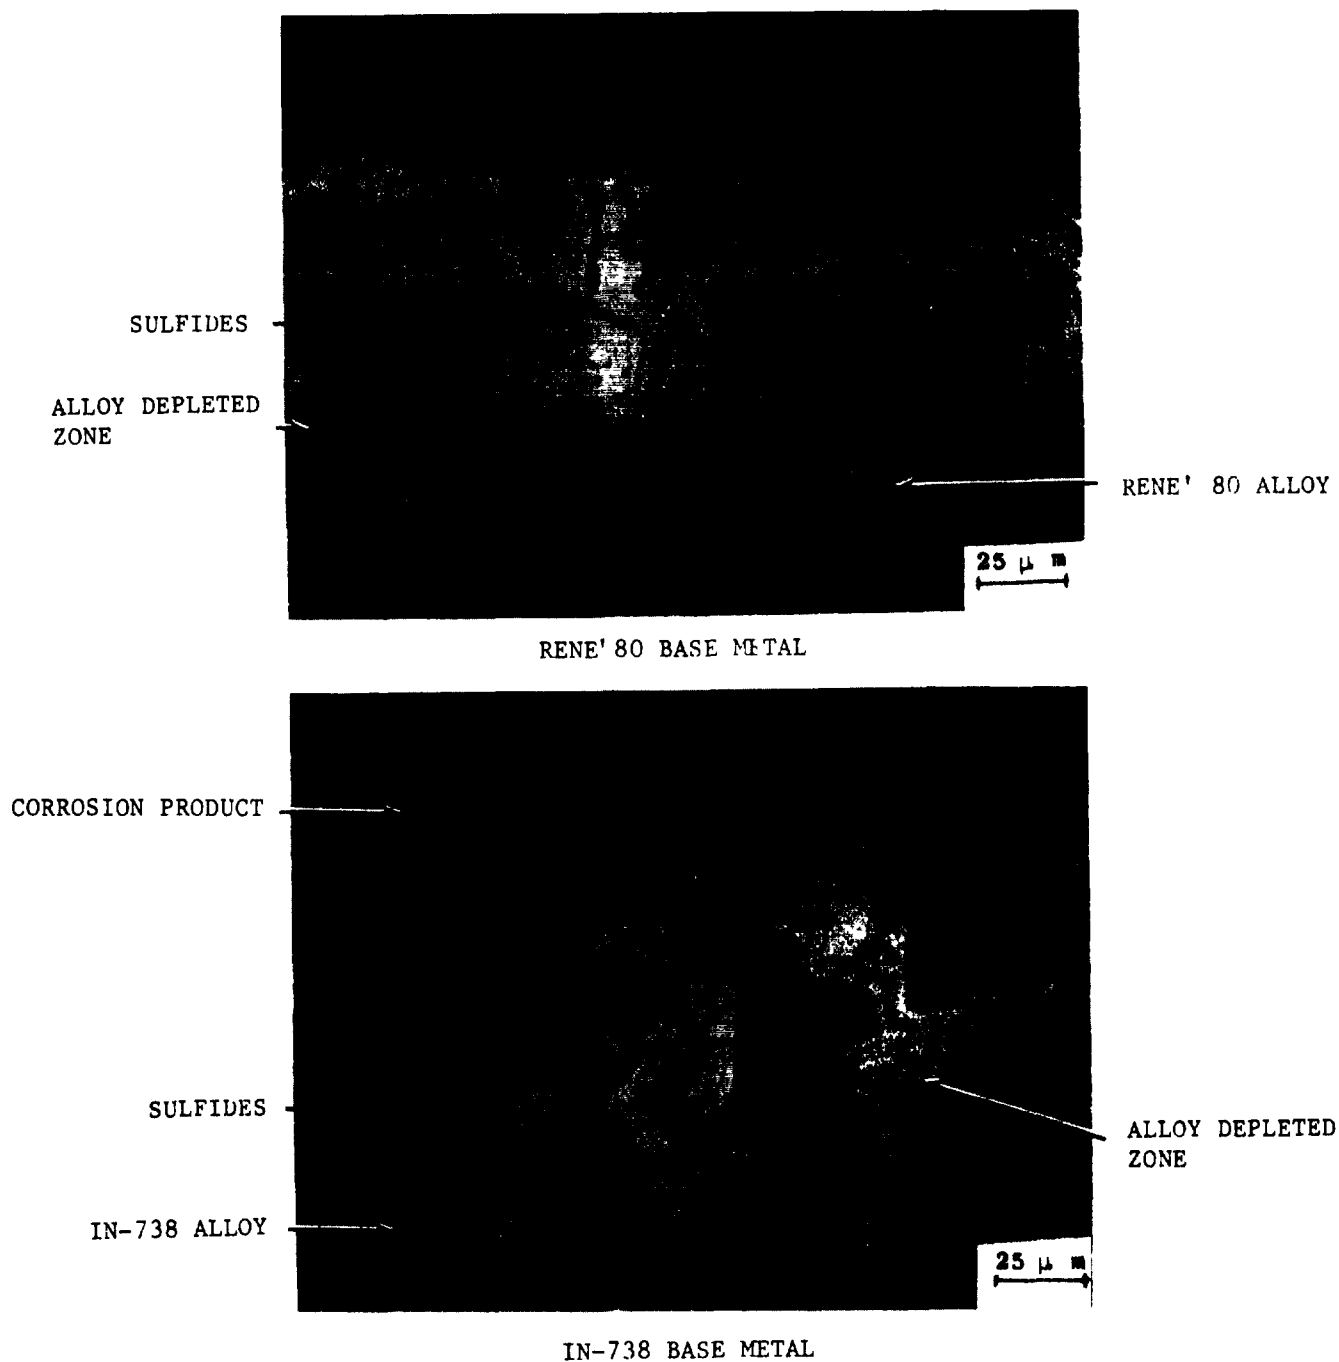 SULFIDES
ALLOY DEPLETED
ZONE
RENE' 80 ALLOY
25 μ m
RENE' 80 BASE METAL
CORROSION PRODUCT
SULFIDES
ALLOY DEPLETED
ZONE
IN-738 ALLOY
25 μ m
IN-738 BASE METAL